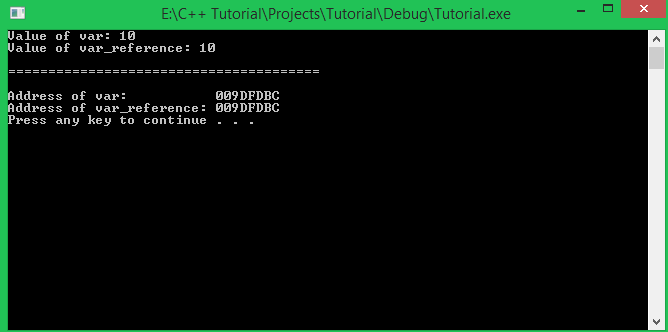 E:\C++ Tutorial\Projects\Tutorial\Debug\Tutorial.exe
Value of var: 10
Value of var_reference: 10
=======================================
Address of var:           009DFDBC
Address of var_reference: 009DFDBC
Press any key to continue . . .